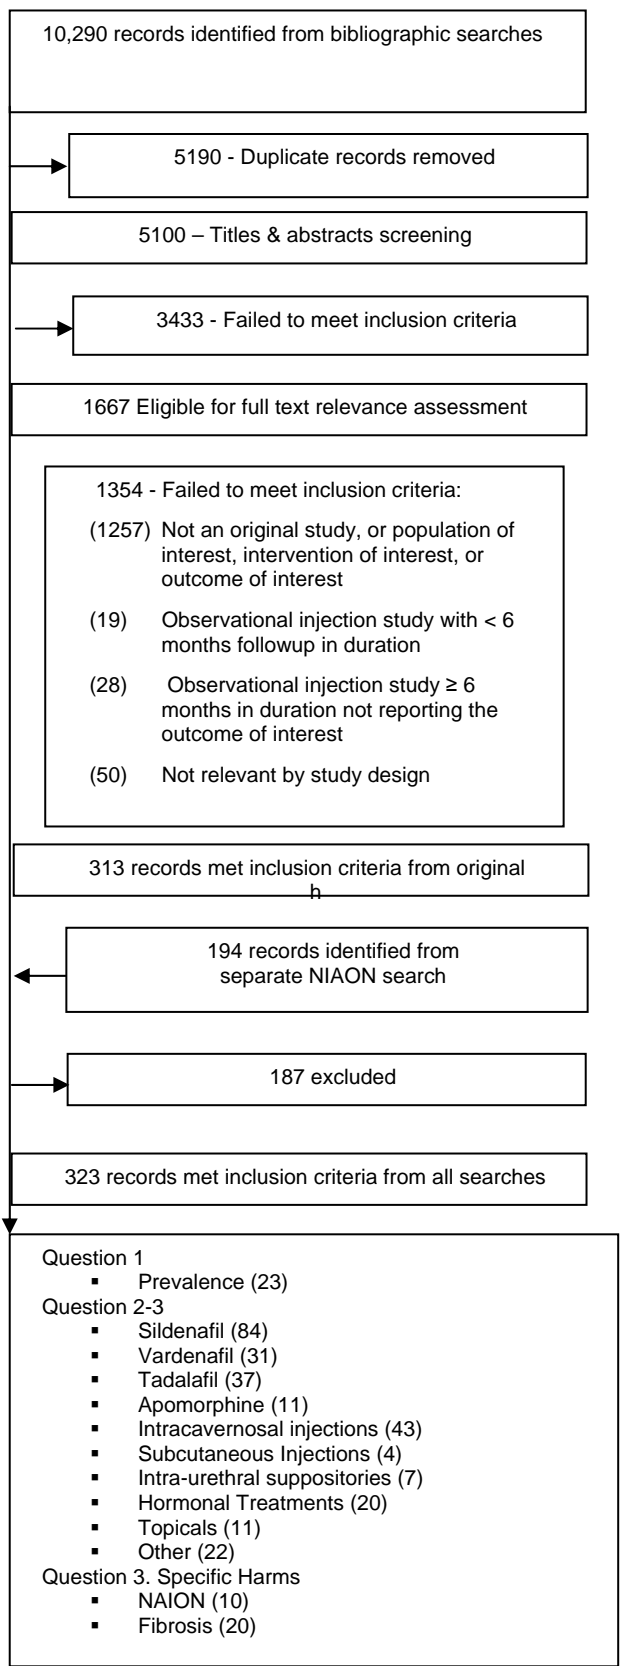 10,290 records identified from bibliographic searches
5190 - Duplicate records removed
5100 – Titles & abstracts screening
3433 - Failed to meet inclusion criteria
1667 Eligible for full text relevance assessment
1354 - Failed to meet inclusion criteria:
(1257) Not an original study, or population of
interest, intervention of interest, or
outcome of interest
(19) Observational injection study with < 6
months followup in duration
(28) Observational injection study ≥ 6
months in duration not reporting the
outcome of interest
(50) Not relevant by study design
313 records met inclusion criteria from original
h
194 records identified from
separate NIAON search
187 excluded
323 records met inclusion criteria from all searches
Question 1
▪ Prevalence (23)
Question 2-3
▪ Sildenafil (84)
▪ Vardenafil (31)
▪ Tadalafil (37)
▪ Apomorphine (11)
▪ Intracavernosal injections (43)
▪ Subcutaneous Injections (4)
▪ Intra-urethral suppositories (7)
▪ Hormonal Treatments (20)
▪ Topicals (11)
▪ Other (22)
Question 3. Specific Harms
▪ NAION (10)
▪ Fibrosis (20)